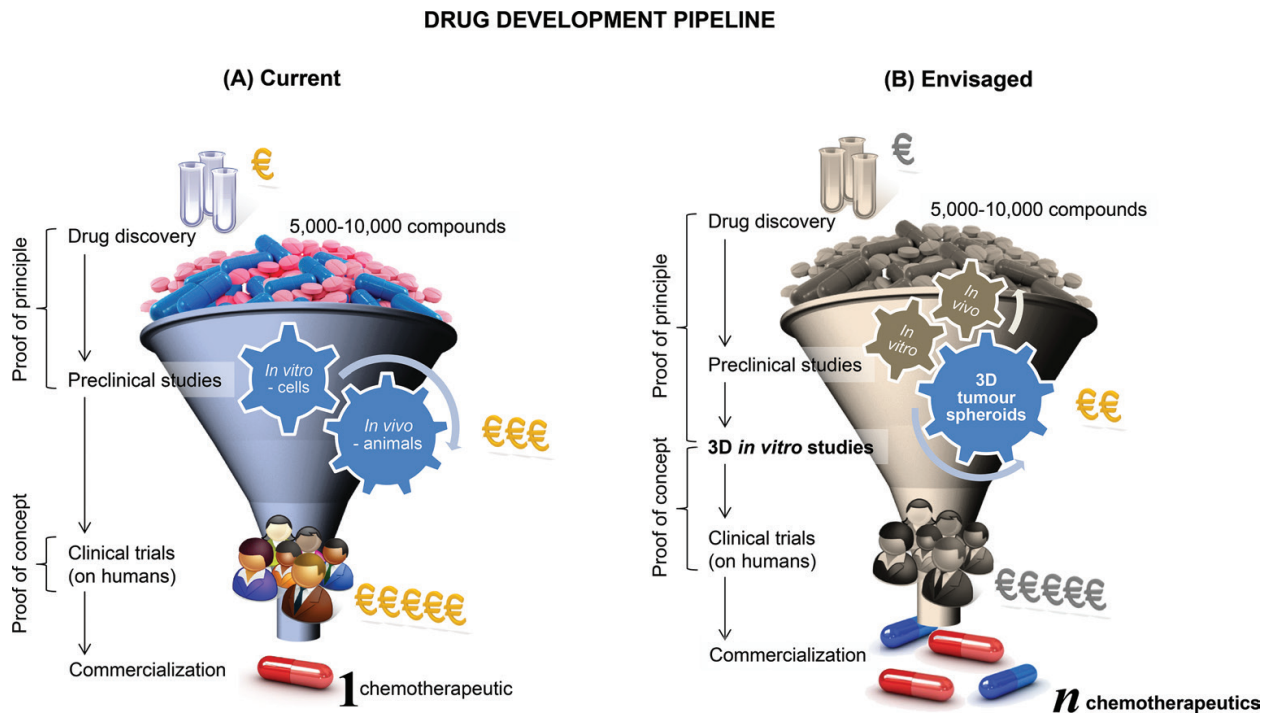 DRUG DEVELOPMENT PIPELINE
(A) Current
€
5,000-10,000 compounds
Proof of principle
Drug discovery
Preclinical studies
In vitro
- cells
In vivo
- animals
€€€
Proof of concept
Clinical trials
(on humans)
€€€€€
Commercialization
1 chemotherapeutic
(B) Envisaged
€
5,000-10,000 compounds
Proof of principle
Drug discovery
In
vivo
In
vitro
Preclinical studies
3D
tumour
spheroids
€€
3D in vitro studies
Proof of concept
Clinical trials
(on humans)
€€€€€
Commercialization
n chemotherapeutics